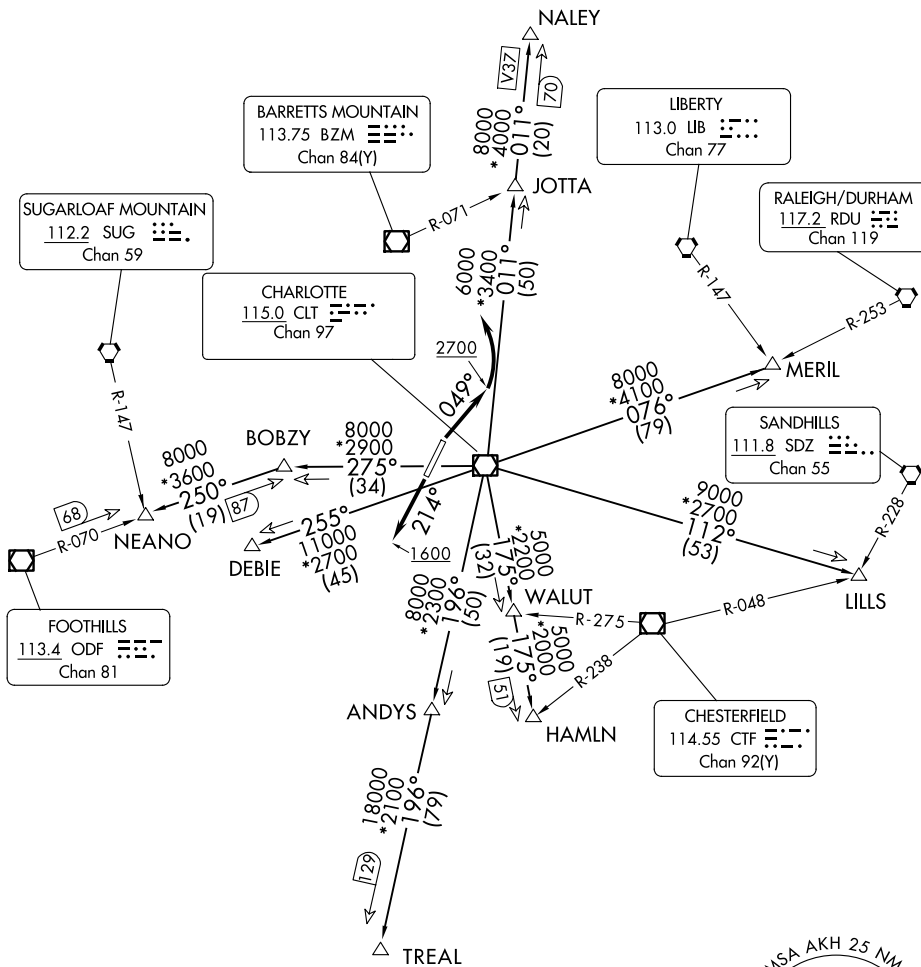 NALEY
V37
70
8000
*4000
011°
(20)
BARRETTS MOUNTAIN
113.75 BZM
Chan 84(Y)
LIBERTY
113.0 LIB
Chan 77
JOTTA
R-071
SUGARLOAF MOUNTAIN
112.2 SUG
Chan 59
RALEIGH/DURHAM
117.2 RDU
Chan 119
6000
*3400
011°
(50)
R-147
R-253
CHARLOTTE
115.0 CLT
Chan 97
2700
MERIL
8000
*4100
076°
(79)
R-147
049°
SANDHILLS
111.8 SDZ
Chan 55
BOBZY
8000
*2900
275°
(34)
8000
*3600
250°
(19)
87
68
R-070
NEANO
214°
1600
255°
11000
*2700
(45)
DEBIE
9000
*2700
112°
(53)
R-228
LILLS
R-048
5000
*2200
175°
(32)
WALUT
R-275
8000
*2300
196°
(50)
5000
*2000
175°
(19)
51
R-238
FOOTHILLS
113.4 ODF
Chan 81
ANDYS
HAMLN
CHESTERFIELD
114.55 CTF
Chan 92(Y)
18000
*2100
196°
(79)
129
TREAL
MSA AKH 25 NM